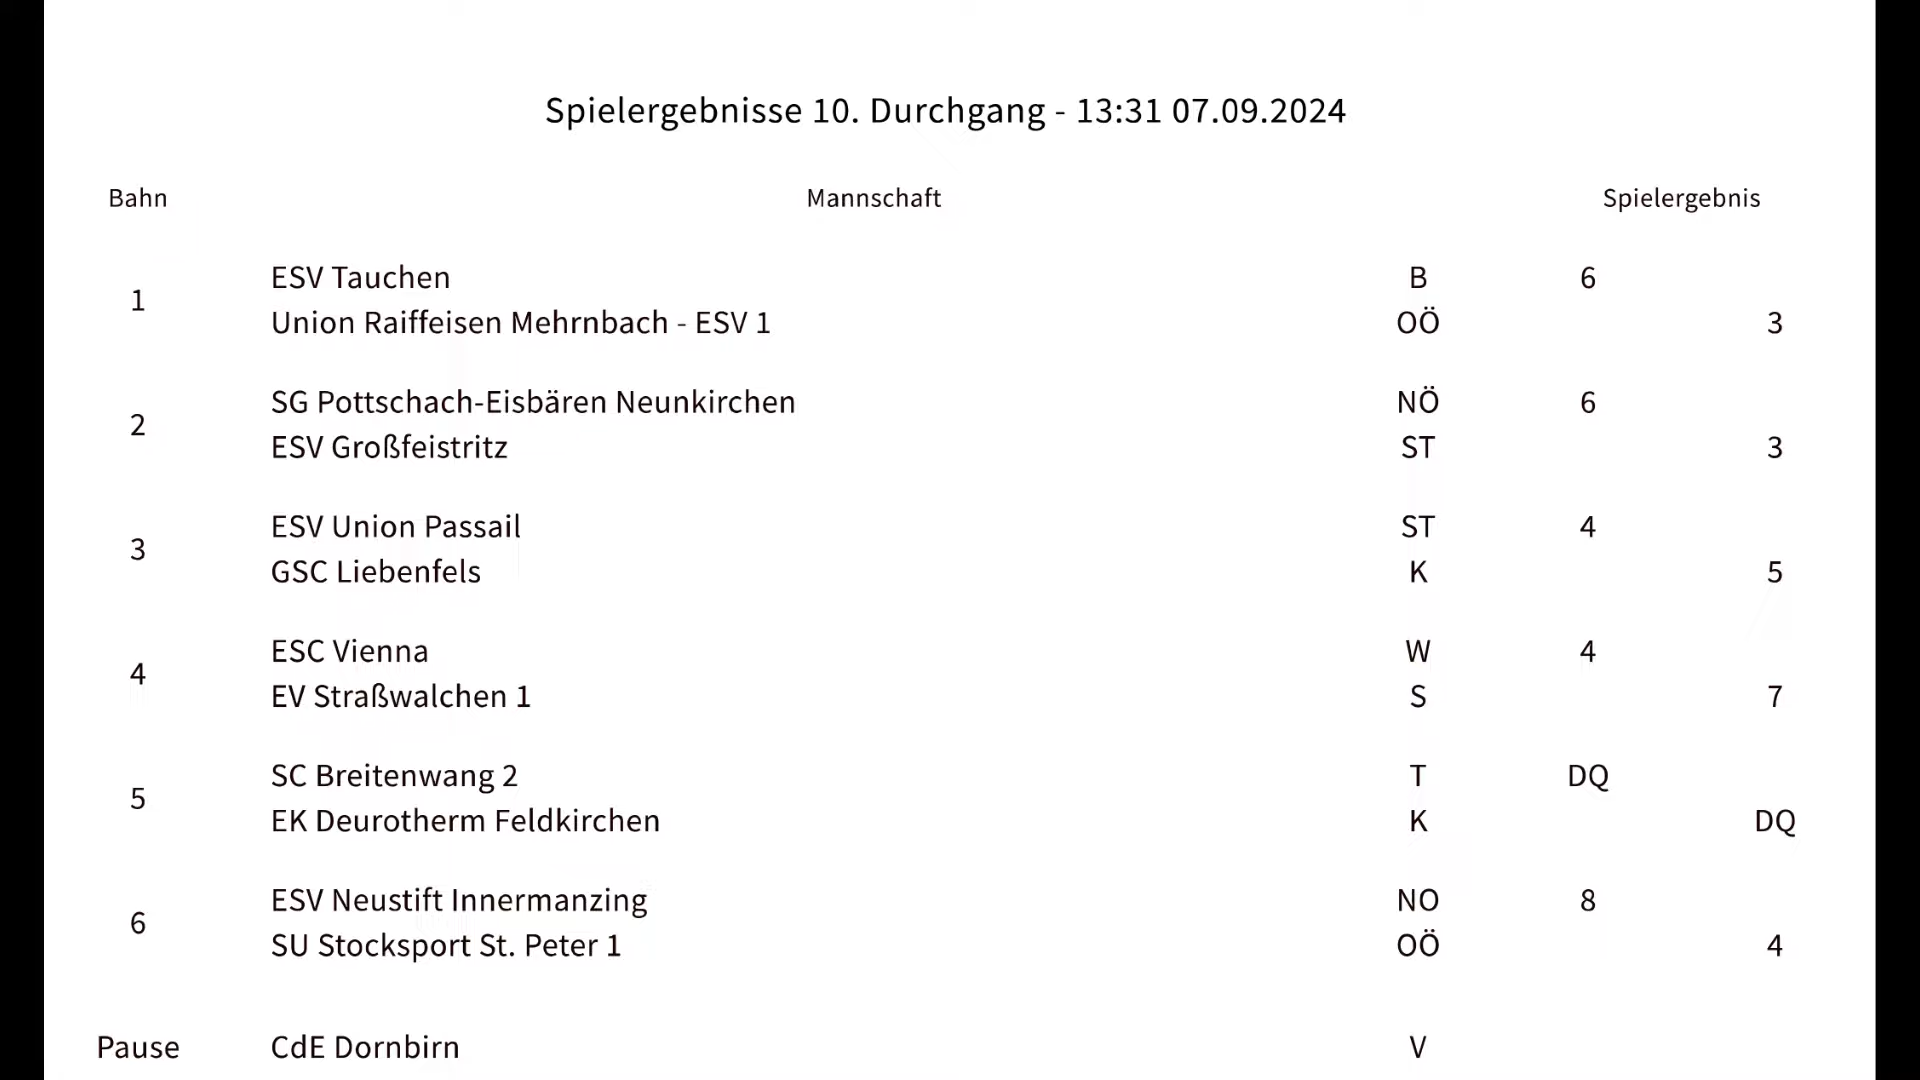 Spielergebnisse 10. Durchgang - 13:31 07.09.2024
Bahn Mannschaft Spielergebnis
1
ESV Tauchen B 6
Union Raiffeisen Mehrnbach - ESV 1 OÖ 3
2
SG Pottschach-Eisbären Neunkirchen NÖ 6
ESV Großfeistritz ST 3
3
ESV Union Passail ST 4
GSC Liebenfels K 5
4
ESC Vienna W 4
EV Straßwalchen 1 S 7
5
SC Breitenwang 2 T DQ
EK Deurotherm Feldkirchen K DQ
6
ESV Neustift Innermanzing NO 8
SU Stocksport St. Peter 1 OÖ 4
Pause CdE Dornbirn V